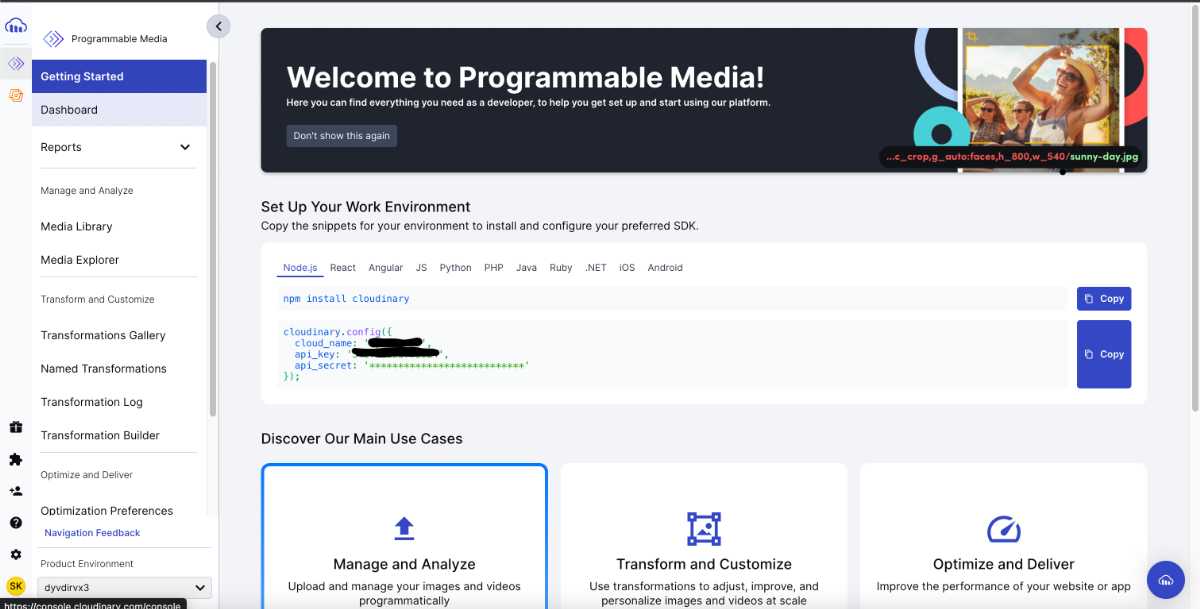 Programmable Media
Getting Started
Dashboard
Reports
Manage and Analyze
Media Library
Media Explorer
Transform and Customize
Transformations Gallery
Named Transformations
Transformation Log
Transformation Builder
Optimize and Deliver
Optimization Preferences
Navigation Feedback
Product Environment
SK
dyvdirvx3
https://console.cloudinary.com/console
Welcome to Programmable Media!
Here you can find everything you need as a developer, to help you get set up and start using our platform.
Don't show this again
...c_crop,g_auto:faces,h_800,w_540/sunny-day.jpg
Set Up Your Work Environment
Copy the snippets for your environment to install and configure your preferred SDK.
Node.js React Angular JS Python PHP Java Ruby .NET iOS Android
npm install cloudinary
Copy
cloudinary.config({
cloud_name: '
api_key: '
api_secret: '***************************'
});
Copy
Discover Our Main Use Cases
Manage and Analyze
Upload and manage your images and videos
programmatically
Transform and Customize
Use transformations to adjust, improve, and
personalize images and videos at scale
Optimize and Deliver
Improve the performance of your website or app